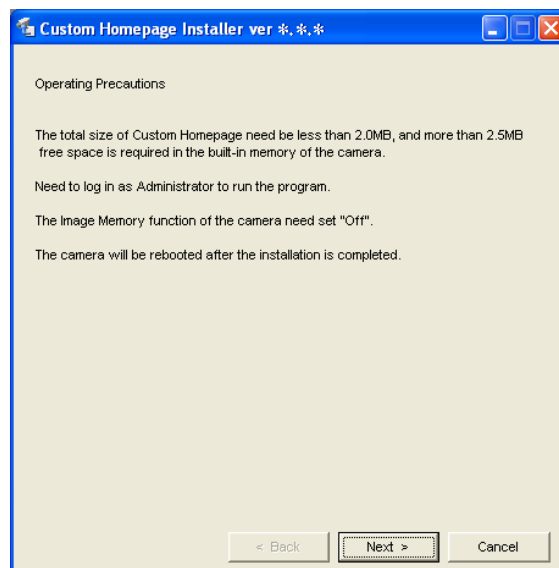 Custom Homepage Installer ver *.*.*
Operating Precautions
The total size of Custom Homepage need be less than 2.0MB, and more than 2.5MB
free space is required in the built-in memory of the camera.
Need to log in as Administrator to run the program.
The Image Memory function of the camera need set "Off".
The camera will be rebooted after the installation is completed.
< Back
Next >
Cancel